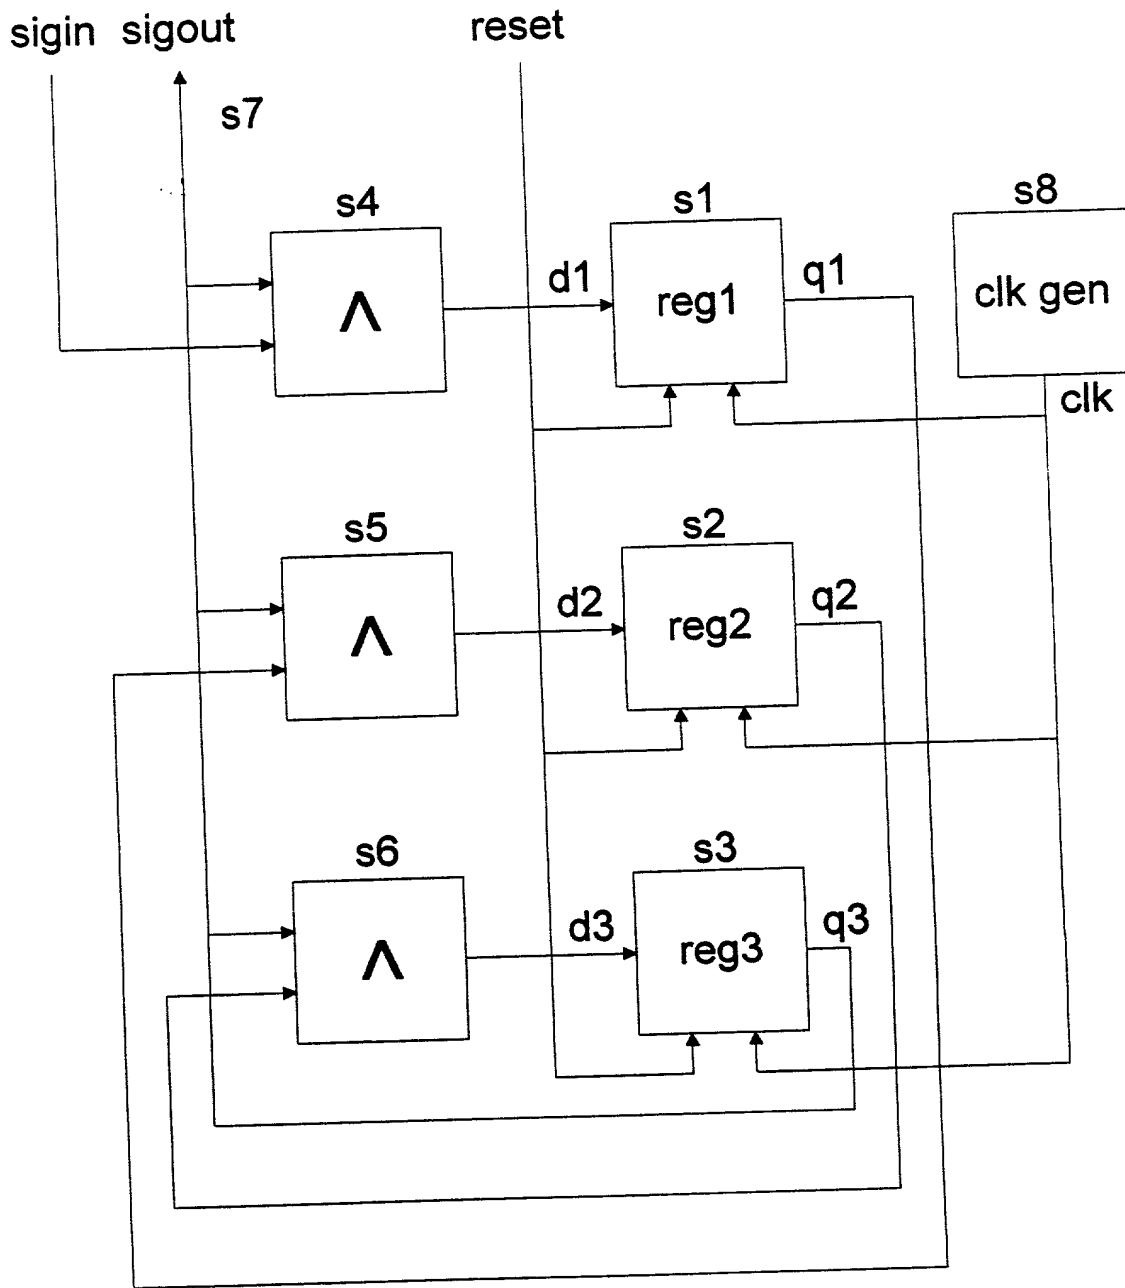 sigin sigout reset
s7
s4 s1 s8
∧ d1 reg1 q1 clk gen
clk
s5 s2
∧ d2 reg2 q2
s6 s3
∧ d3 reg3 q3